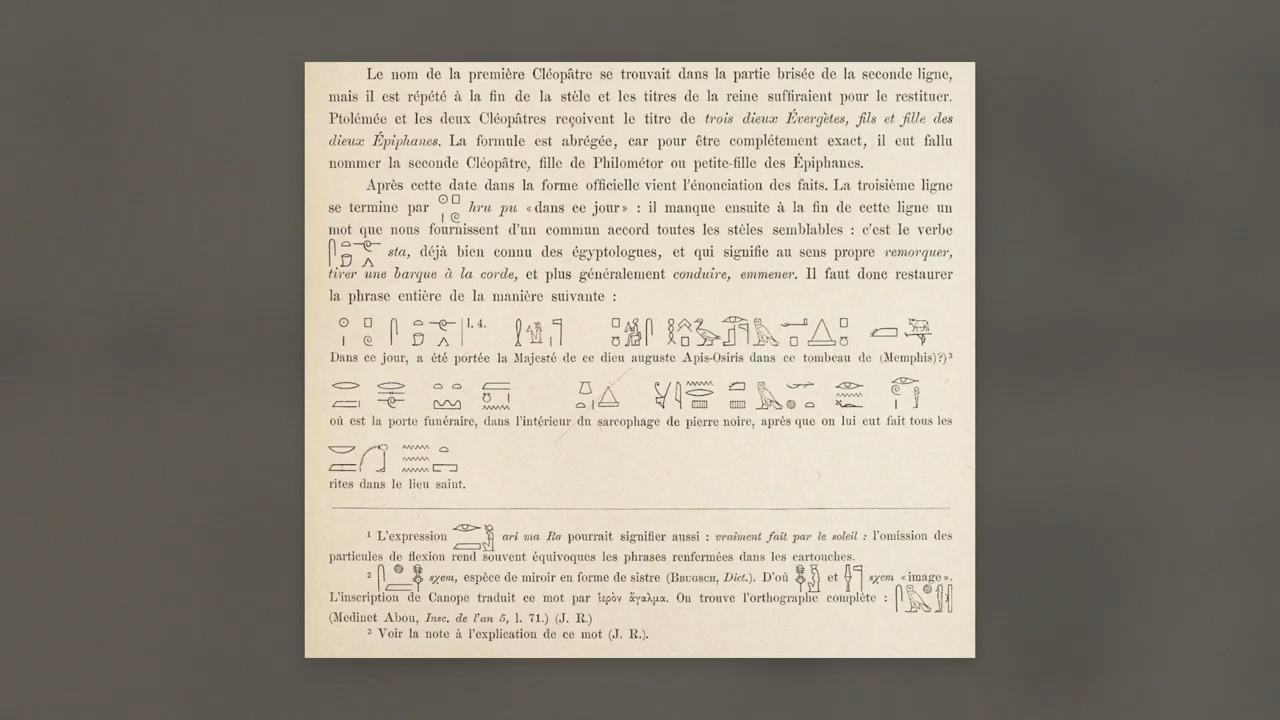 Le nom de la première Cléopâtre se trouvait dans la partie brisée de la seconde ligne,
mais il est répété à la fin de la stèle et les titres de la reine suffiraient pour le restituer.
Ptolémée et les deux Cléopâtres reçoivent le titre de trois dieux Évergètes, fils et fille des
dieux Épiphanes. La formule est abrégée, car pour être complétement exact, il eut fallu
nommer la seconde Cléopâtre, fille de Philométor ou petite-fille des Épiphanes.
Après cette date dans la forme officielle vient l'énonciation des faits. La troisième ligne
se termine par hru pu «dans ce jour» : il manque ensuite à la fin de cette ligne un
mot que nous fournissent d'un commun accord toutes les stèles semblables : c'est le verbe
sta, déjà bien connu des égyptologues, et qui signifie au sens propre remorquer,
tirer une barque à la corde, et plus généralement conduire, emmener. Il faut donc restaurer
la phrase entière de la manière suivante :
l. 4.
Dans ce jour, a été portée la Majesté de ce dieu auguste Apis-Osiris dans ce tombeau de (Memphis)?)³
où est la porte funéraire, dans l'intérieur du sarcophage de pierre noire, après que on lui eut fait tous les
rites dans le lieu saint.
¹ L'expression ari ma Ra pourrait signifier aussi : vraiment fait par le soleil : l'omission des
particules de flexion rend souvent équivoques les phrases renfermées dans les cartouches.
² sχem, espèce de miroir en forme de sistre (Brugsch, Dict.). D'où et sχem «image».
L'inscription de Canope traduit ce mot par ἱερὸν ἄγαλμα. On trouve l'orthographe complète :
(Medinet Abou, Insc. de l'an 5, l. 71.) (J. R.)
³ Voir la note à l'explication de ce mot (J. R.).